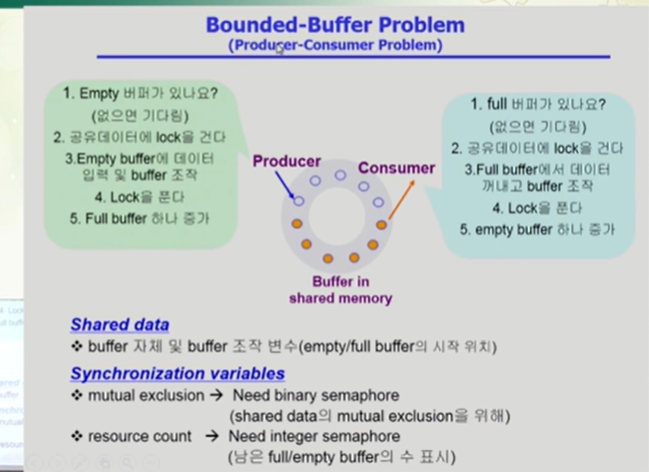 Bounded-Buffer Problem
(Producer-Consumer Problem)
1. Empty 버퍼가 있나요?
(없으면 기다림)
2. 공유데이터에 lock을 건다
3.Empty buffer에 데이터
입력 및 buffer 조작
4. Lock을 푼다
5. Full buffer 하나 증가
Producer
Consumer
Buffer in
shared memory
1. full 버퍼가 있나요?
(없으면 기다림)
2. 공유데이터에 lock을 건다
3.Full buffer에서 데이터
꺼내고 buffer 조작
4. Lock을 푼다
5. empty buffer 하나 증가
Shared data
❖ buffer 자체 및 buffer 조작 변수(empty/full buffer의 시작 위치)
Synchronization variables
❖ mutual exclusion → Need binary semaphore
(shared data의 mutual exclusion을 위해)
❖ resource count → Need integer semaphore
(남은 full/empty buffer의 수 표시)